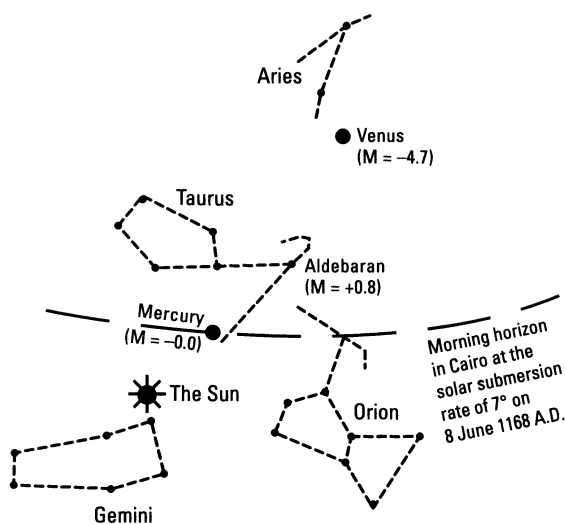 Aries
Venus
(M = –4.7)
Taurus
Aldebaran
(M = +0.8)
Mercury
(M = –0.0)
Morning horizon
in Cairo at the
solar submersion
rate of 7° on
8 June 1168 A.D.
The Sun
Orion
Gemini